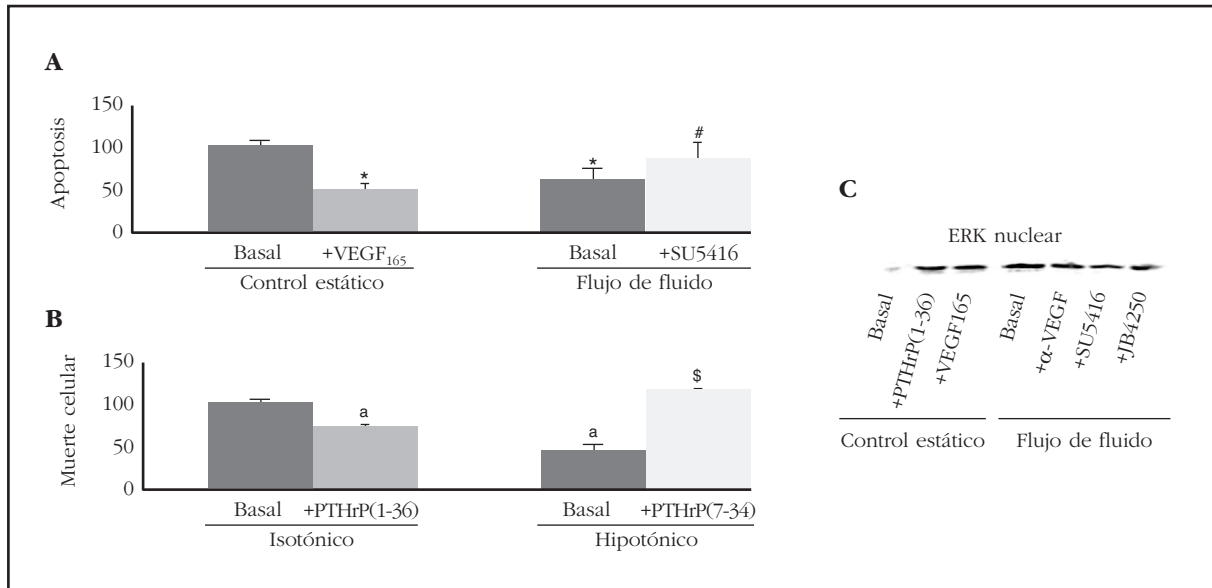 A
Apoptosis
150
100
50
0
*
*
#
Basal +VEGF165 Basal +SU5416
Control estático Flujo de fluido
B
Muerte celular
150
100
50
0
a
a
$
Basal +PTHrP(1-36) Basal +PTHrP(7-34)
Isotónico Hipotónico
C
ERK nuclear
Basal
+PTHrP(1-36)
+VEGF165
Basal
+α-VEGF
+SU5416
+JB4250
Control estático Flujo de fluido